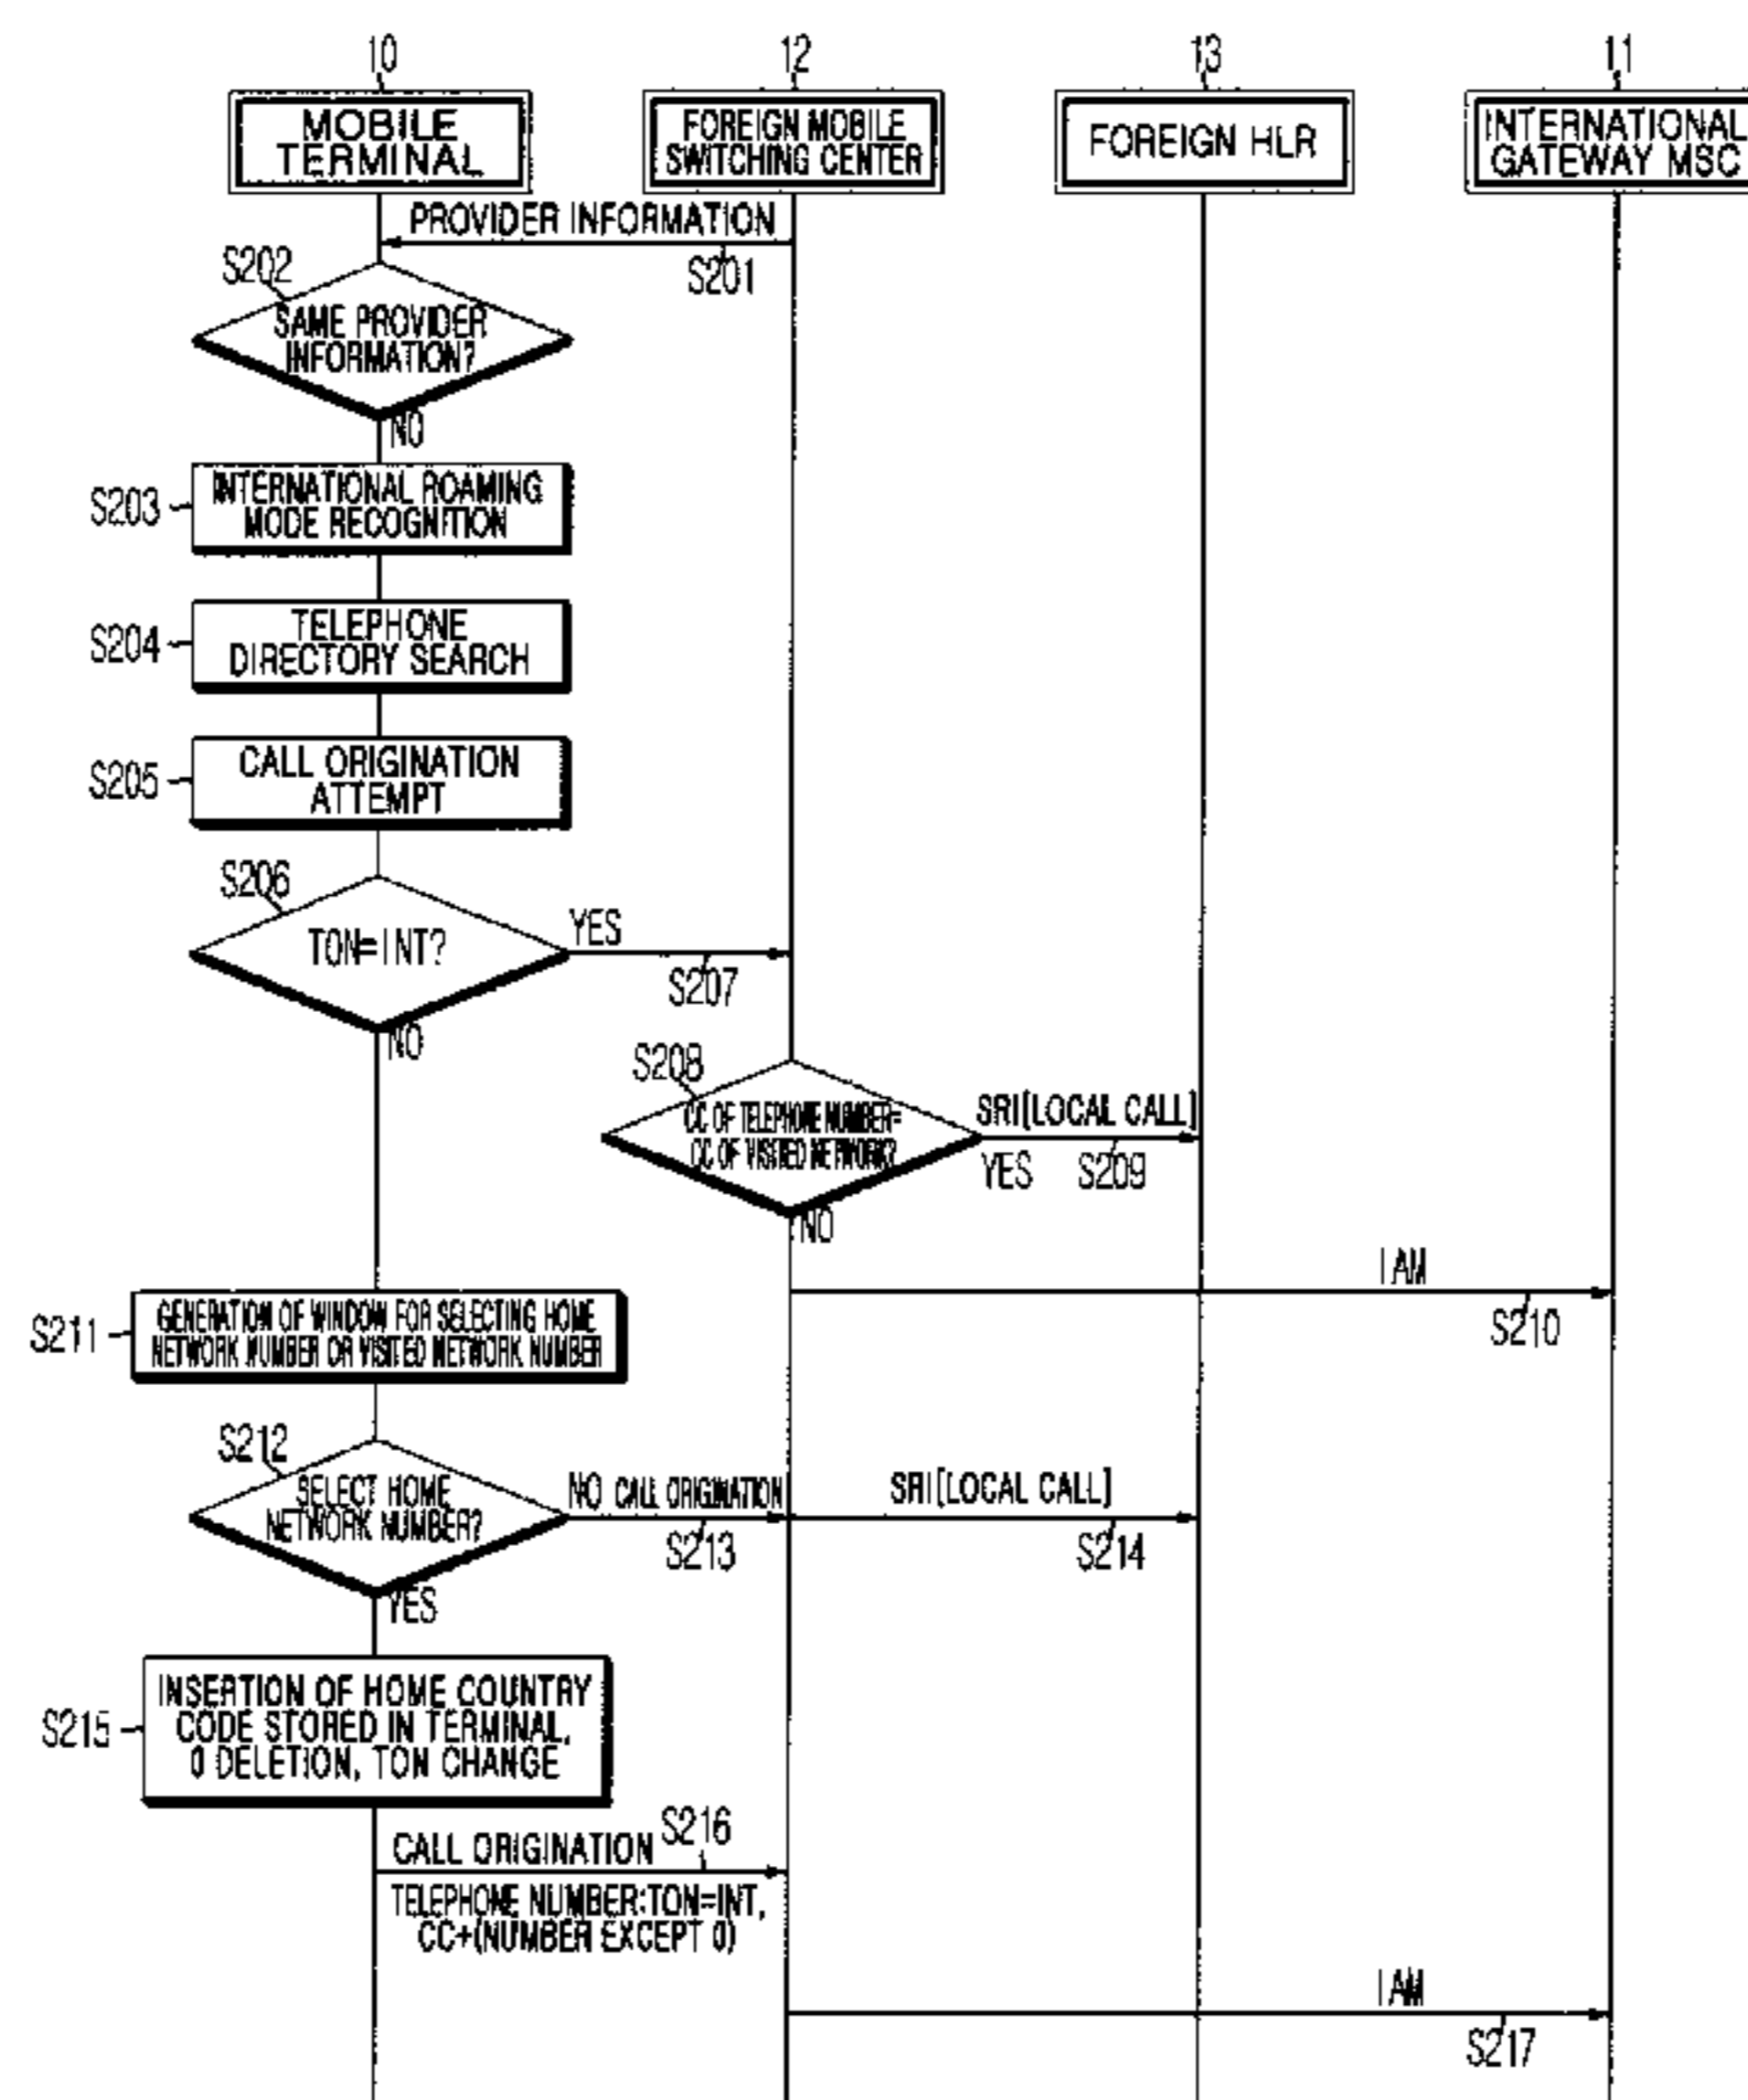 10
12
13
11
MOBILE
TERMINAL
FOREIGN MOBILE
SWITCHING CENTER
FOREIGN HLR
INTERNATIONAL
GATEWAY MSC
PROVIDER INFORMATION
S201
S202
SAME PROVIDER
INFORMATION?
NO
S203
INTERNATIONAL ROAMING
MODE RECOGNITION
S204
TELEPHONE
DIRECTORY SEARCH
S205
CALL ORIGINATION
ATTEMPT
S206
TON=INT?
YES
S207
NO
S208
CC OF TELEPHONE NUMBER=
CC OF VISITED NETWORK?
SRI[LOCAL CALL]
YES
S209
NO
IAM
S210
S211
GENERATION OF WINDOW FOR SELECTING HOME
NETWORK NUMBER OR VISITED NETWORK NUMBER
S212
SELECT HOME
NETWORK NUMBER?
NO CALL ORIGINATION
S213
SRI[LOCAL CALL]
S214
YES
S215
INSERTION OF HOME COUNTRY
CODE STORED IN TERMINAL,
0 DELETION, TON CHANGE
CALL ORIGINATION
S216
TELEPHONE NUMBER:TON=INT,
CC+(NUMBER EXCEPT 0)
IAM
S217